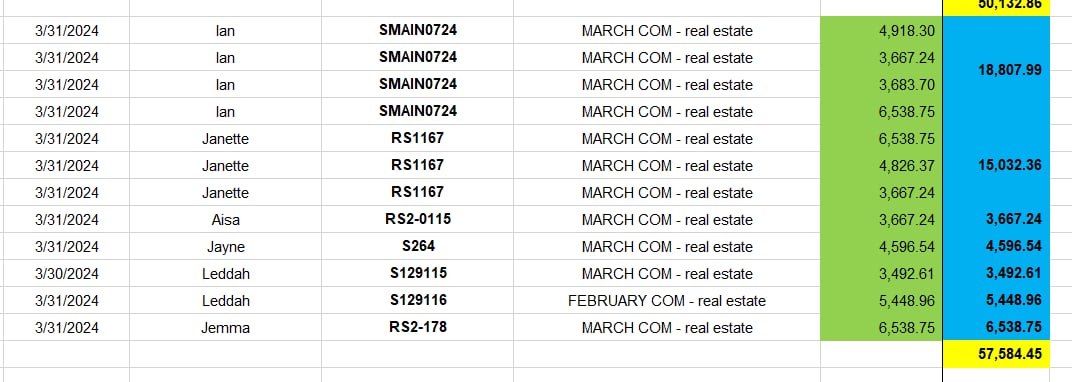 50,132.86
3/31/2024 Ian SMAIN0724 MARCH COM - real estate 4,918.30
3/31/2024 Ian SMAIN0724 MARCH COM - real estate 3,667.24
18,807.99
3/31/2024 Ian SMAIN0724 MARCH COM - real estate 3,683.70
3/31/2024 Ian SMAIN0724 MARCH COM - real estate 6,538.75
3/31/2024 Janette RS1167 MARCH COM - real estate 6,538.75
3/31/2024 Janette RS1167 MARCH COM - real estate 4,826.37 15,032.36
3/31/2024 Janette RS1167 MARCH COM - real estate 3,667.24
3/31/2024 Aisa RS2-0115 MARCH COM - real estate 3,667.24 3,667.24
3/31/2024 Jayne S264 MARCH COM - real estate 4,596.54 4,596.54
3/30/2024 Leddah S129115 MARCH COM - real estate 3,492.61 3,492.61
3/31/2024 Leddah S129116 FEBRUARY COM - real estate 5,448.96 5,448.96
3/31/2024 Jemma RS2-178 MARCH COM - real estate 6,538.75 6,538.75
57,584.45